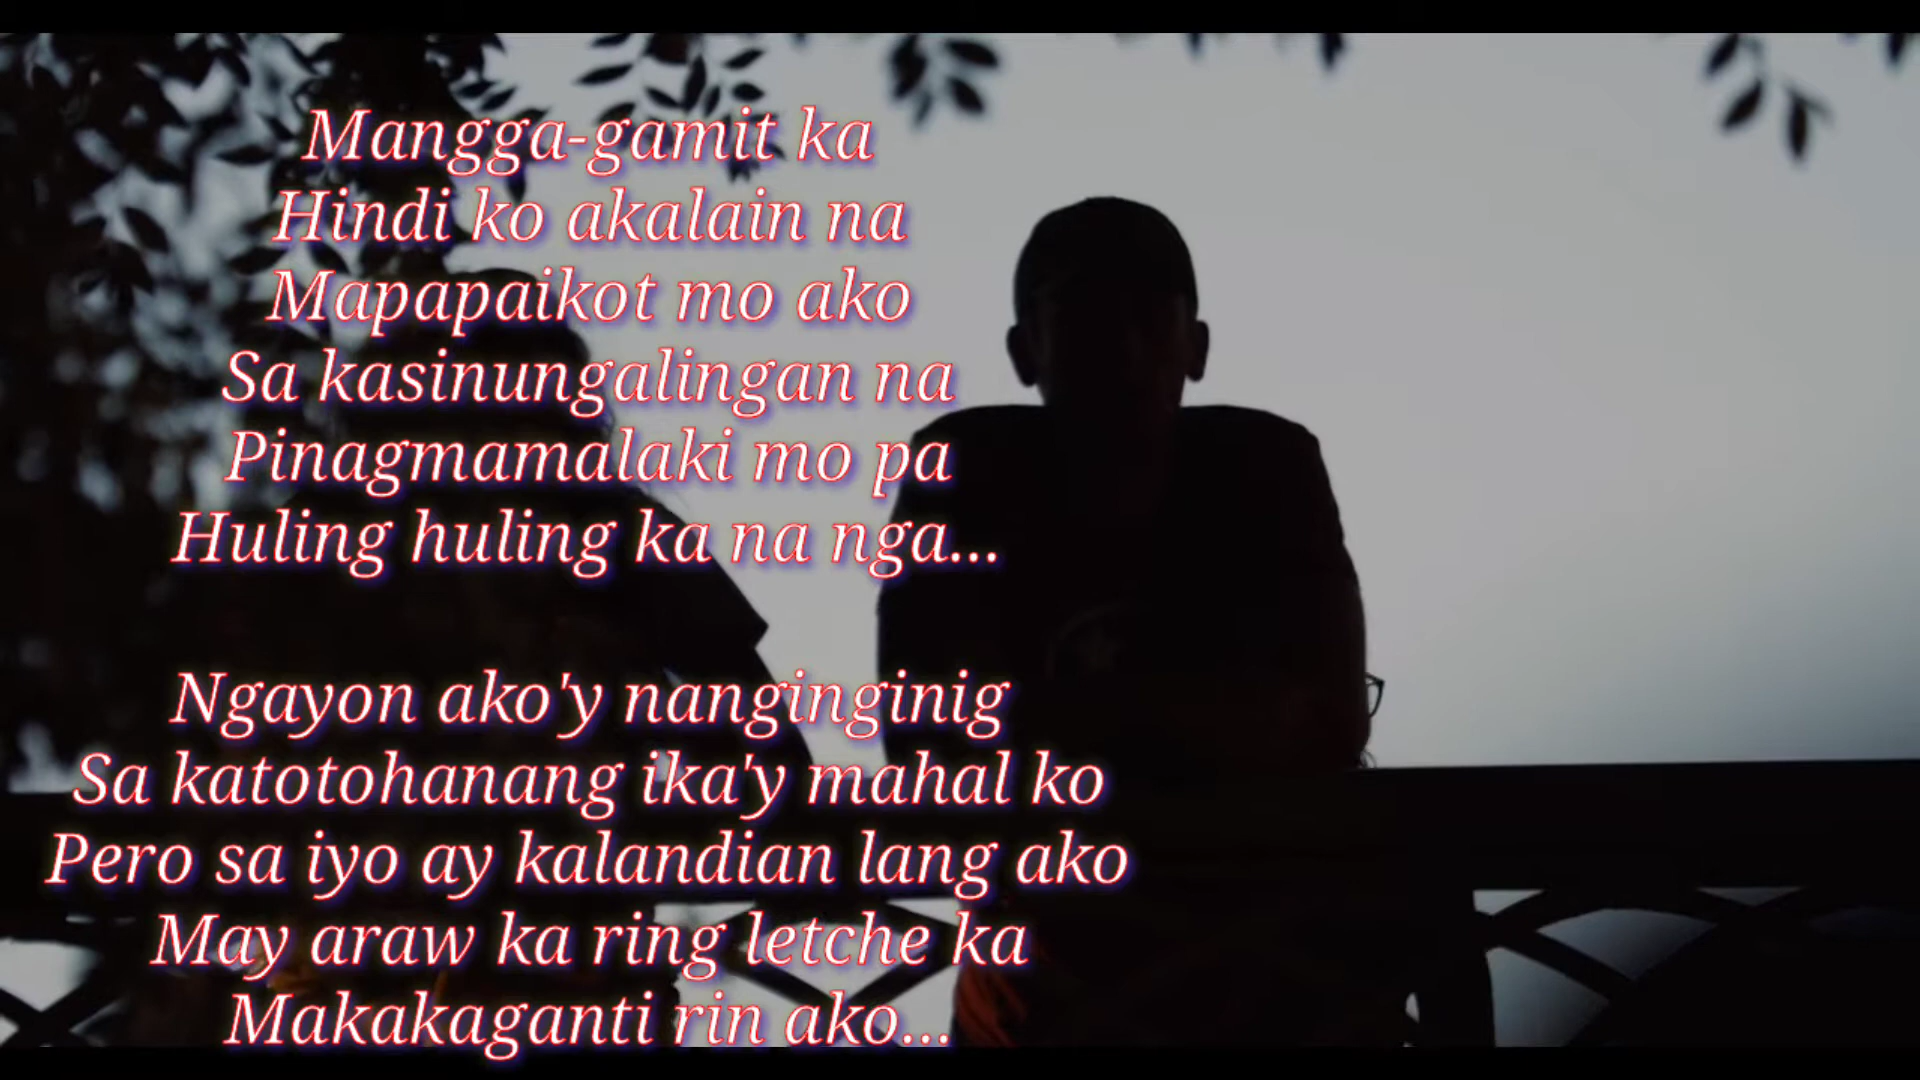 Mangga-gamit ka
Hindi ko akalain na
Mapapaikot mo ako
Sa kasinungalingan na
Pinagmamalaki mo pa
Huling huling ka na nga...
Ngayon ako'y nanginginig
Sa katotohanang ika'y mahal ko
Pero sa iyo ay kalandian lang ako
May araw ka ring letche ka
Makakaganti rin ako...